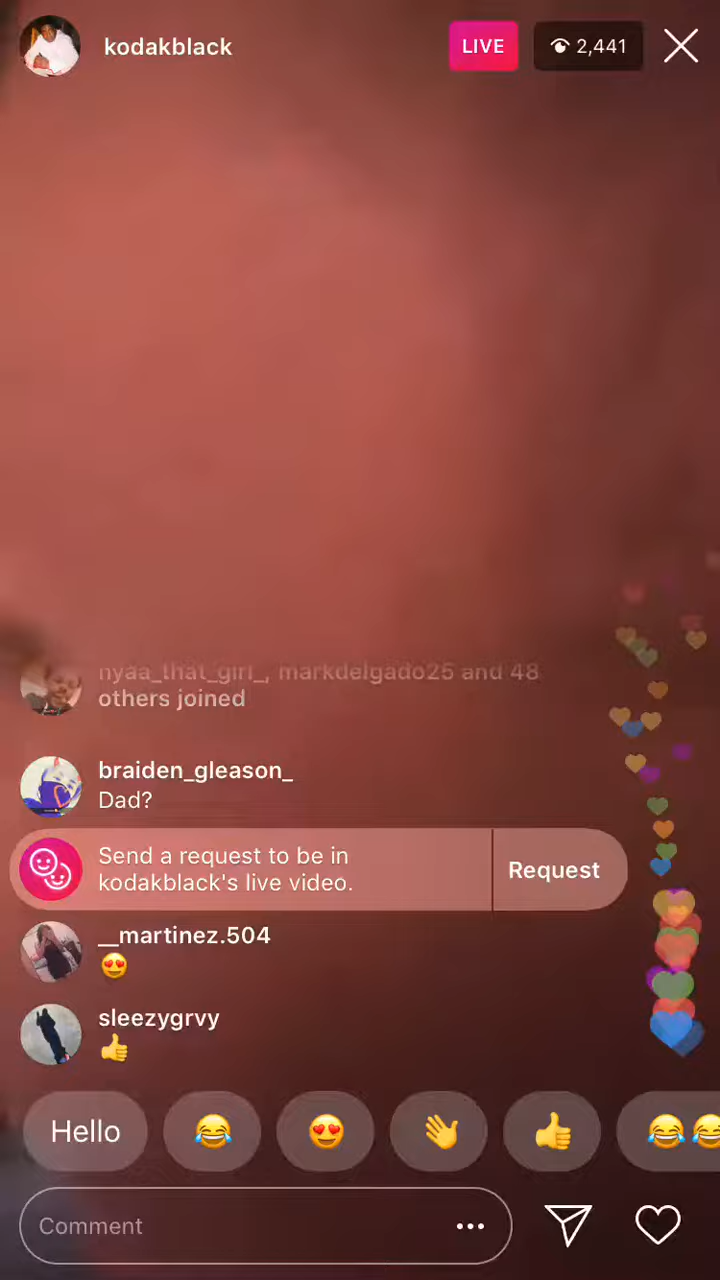 kodakblack
LIVE
2,441
nyaa_that_girl_, markdelgado25 and 48
others joined
braiden_gleason_
Dad?
Send a request to be in
kodakblack's live video.
Request
__martinez.504
😍
sleezygrvy
👍
Hello 😂 😍 👋 👍 😂😂
Comment